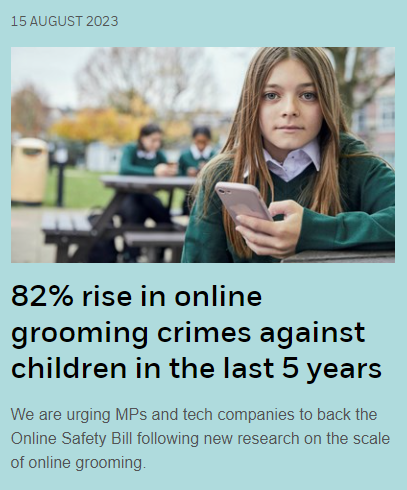 15 AUGUST 2023
82% rise in online
grooming crimes against
children in the last 5 years
We are urging MPs and tech companies to back the
Online Safety Bill following new research on the scale
of online grooming.